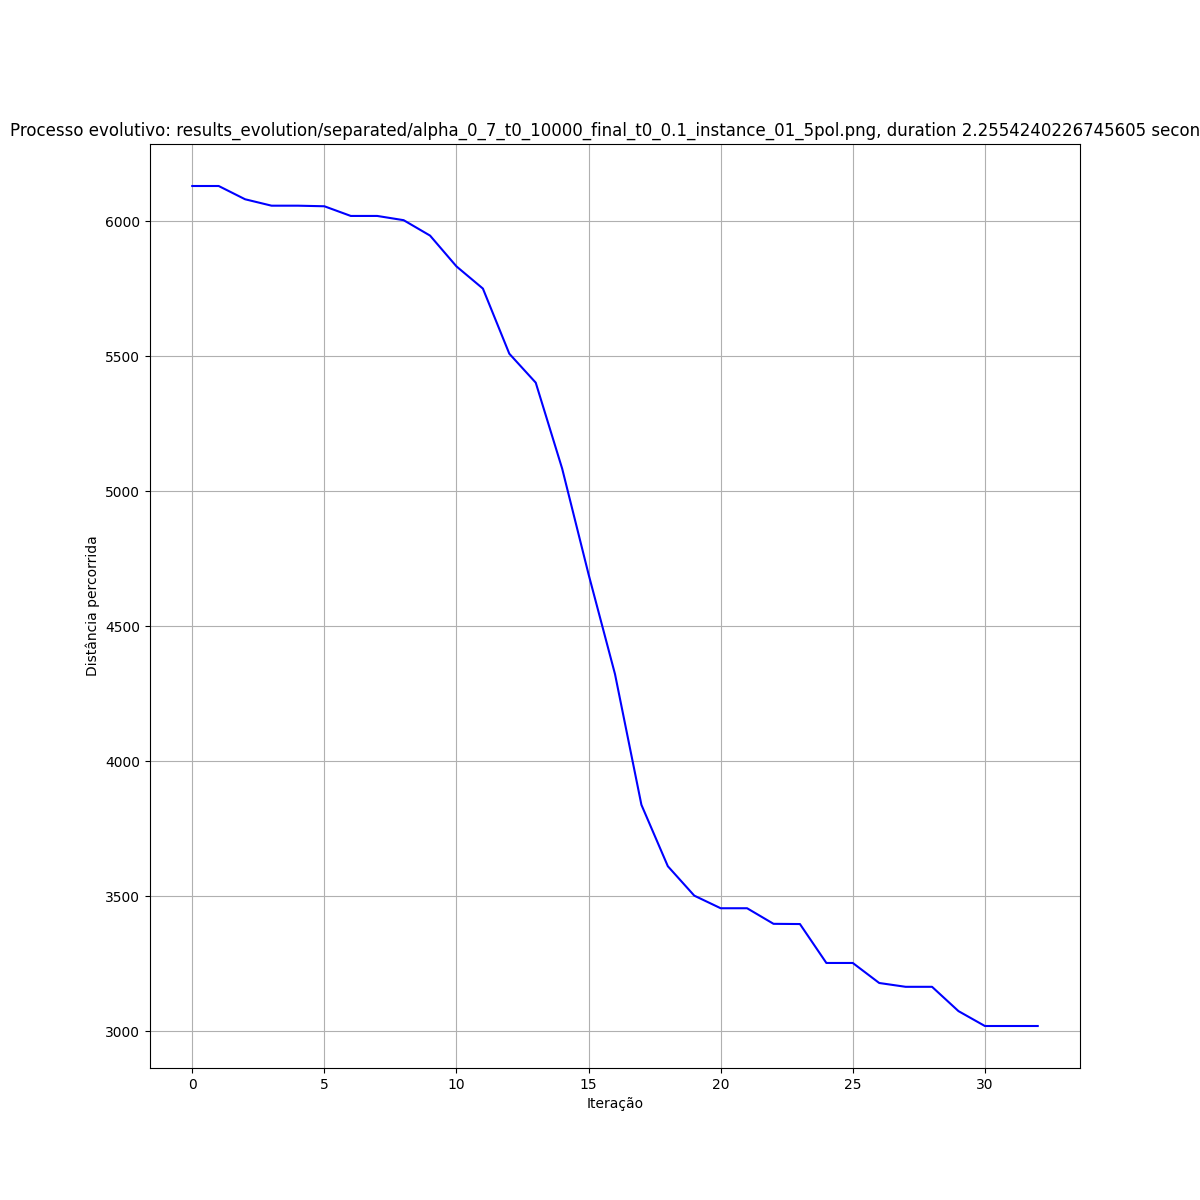 Processo evolutivo: results_evolution/separated/alpha_0_7_t0_10000_final_t0_0.1_instance_01_5pol.png, duration 2.2554240226745605 secon
6000
5500
5000
4500
4000
3500
3000
Distância percorrida
0 5 10 15 20 25 30
Iteração